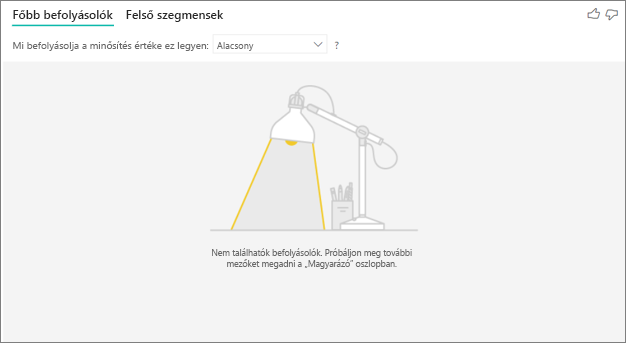 Főbb befolyásolók Felső szegmensek
Mi befolyásolja a minősítés értéke ez legyen: Alacsony ?
Nem találhatók befolyásolók. Próbáljon meg további
mezőket megadni a „Magyarázó” oszlopban.